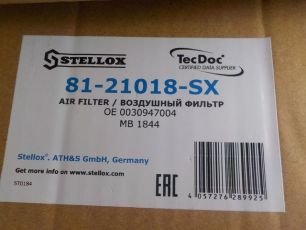 STELLOX
TecDoc
CERTIFIED DATA SUPPLIER
81-21018-SX
AIR FILTER / ВОЗДУШНЫЙ ФИЛЬТР
OE 0030947004
MB 1844
Stellox®. ATH&S GmbH, Germany
Get more info on www.stellox.com
ST0184
EAC
4 057276 289925